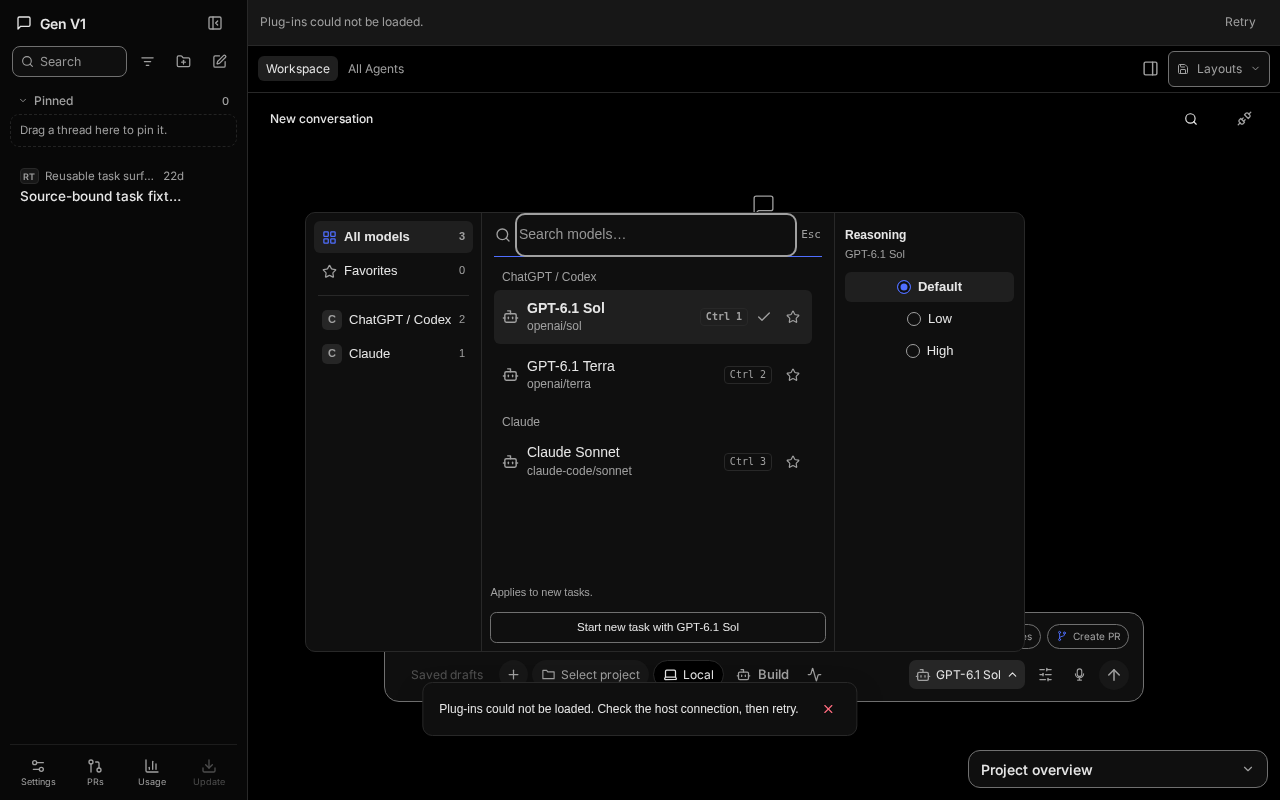 Gen V1
Plug-ins could not be loaded.
Retry
Search
Workspace
All Agents
Layouts
Pinned
0
Drag a thread here to pin it.
New conversation
RT
Reusable task surf…
22d
Source-bound task fixt…
All models
3
Favorites
0
C
ChatGPT / Codex
2
C
Claude
1
Search models…
Esc
ChatGPT / Codex
GPT-6.1 Sol
openai/sol
Ctrl 1
GPT-6.1 Terra
openai/terra
Ctrl 2
Claude
Claude Sonnet
claude-code/sonnet
Ctrl 3
Applies to new tasks.
Start new task with GPT-6.1 Sol
Reasoning
GPT-6.1 Sol
Default
Low
High
es
Create PR
Saved drafts
Select project
Local
Build
GPT-6.1 Sol
Plug-ins could not be loaded. Check the host connection, then retry.
Settings
PRs
Usage
Update
Project overview